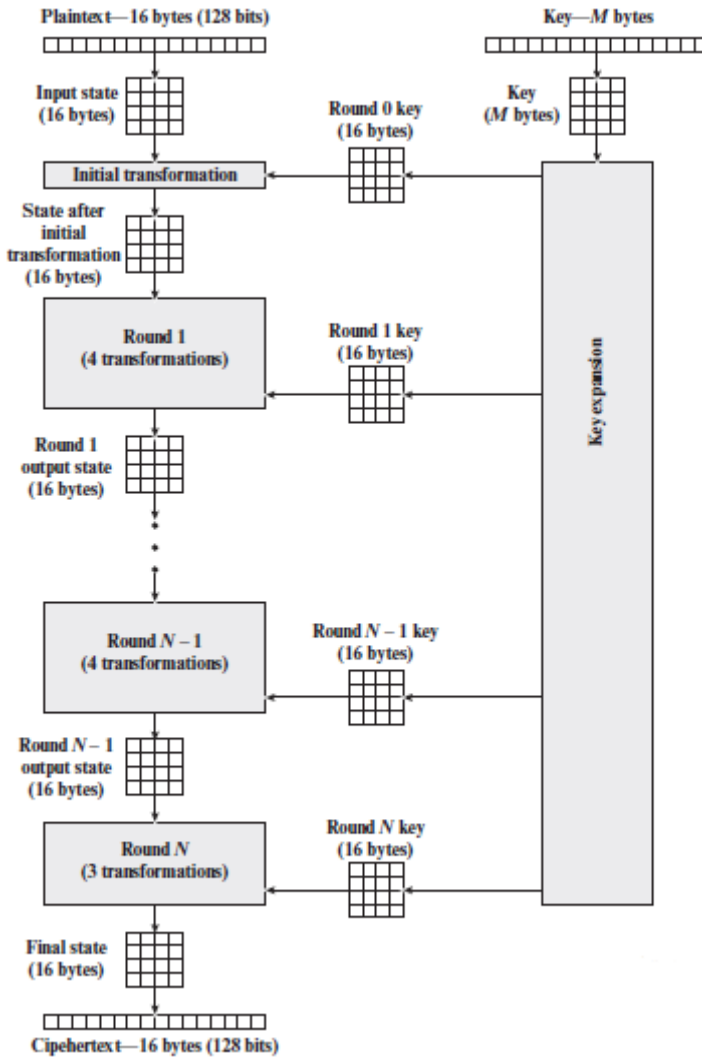 Plaintext—16 bytes (128 bits)
Key—M bytes
Input state
(16 bytes)
Key
(M bytes)
Round 0 key
(16 bytes)
Initial transformation
State after
initial
transformation
(16 bytes)
Round 1
(4 transformations)
Round 1 key
(16 bytes)
Key expansion
Round 1
output state
(16 bytes)
Round N – 1
(4 transformations)
Round N – 1 key
(16 bytes)
Round N – 1
output state
(16 bytes)
Round N
(3 transformations)
Round N key
(16 bytes)
Final state
(16 bytes)
Cipehertext—16 bytes (128 bits)